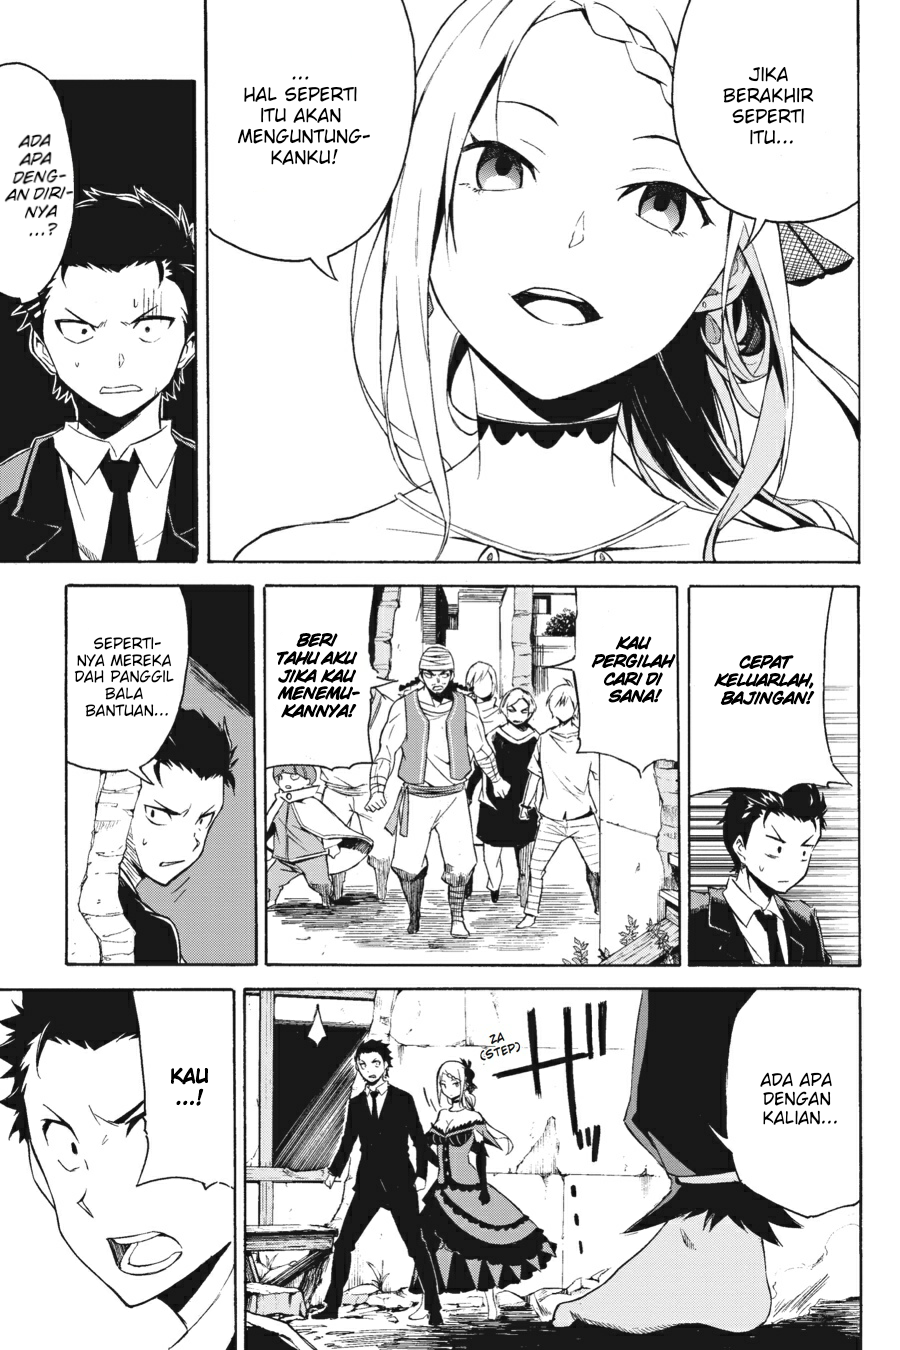 JIKA
BERAKHIR
SEPERTI
ITU...
...
HAL SEPERTI
ITU AKAN
MENGUNTUNG-
KANKU!
ADA
APA
DENG-
AN DIRI-
NYA
...?
CEPAT
KELUARLAH,
BAJINGAN!
KAU
PERGILAH
CARI DI
SANA!
BERI
TAHU AKU
JIKA KAU
MENEMU-
KANNYA!
SEPERTI-
NYA MEREKA
DAH PANGGIL
BALA
BANTUAN...
ADA APA
DENGAN
KALIAN...
ザッ
ZA
(STEP)
KAU
...!